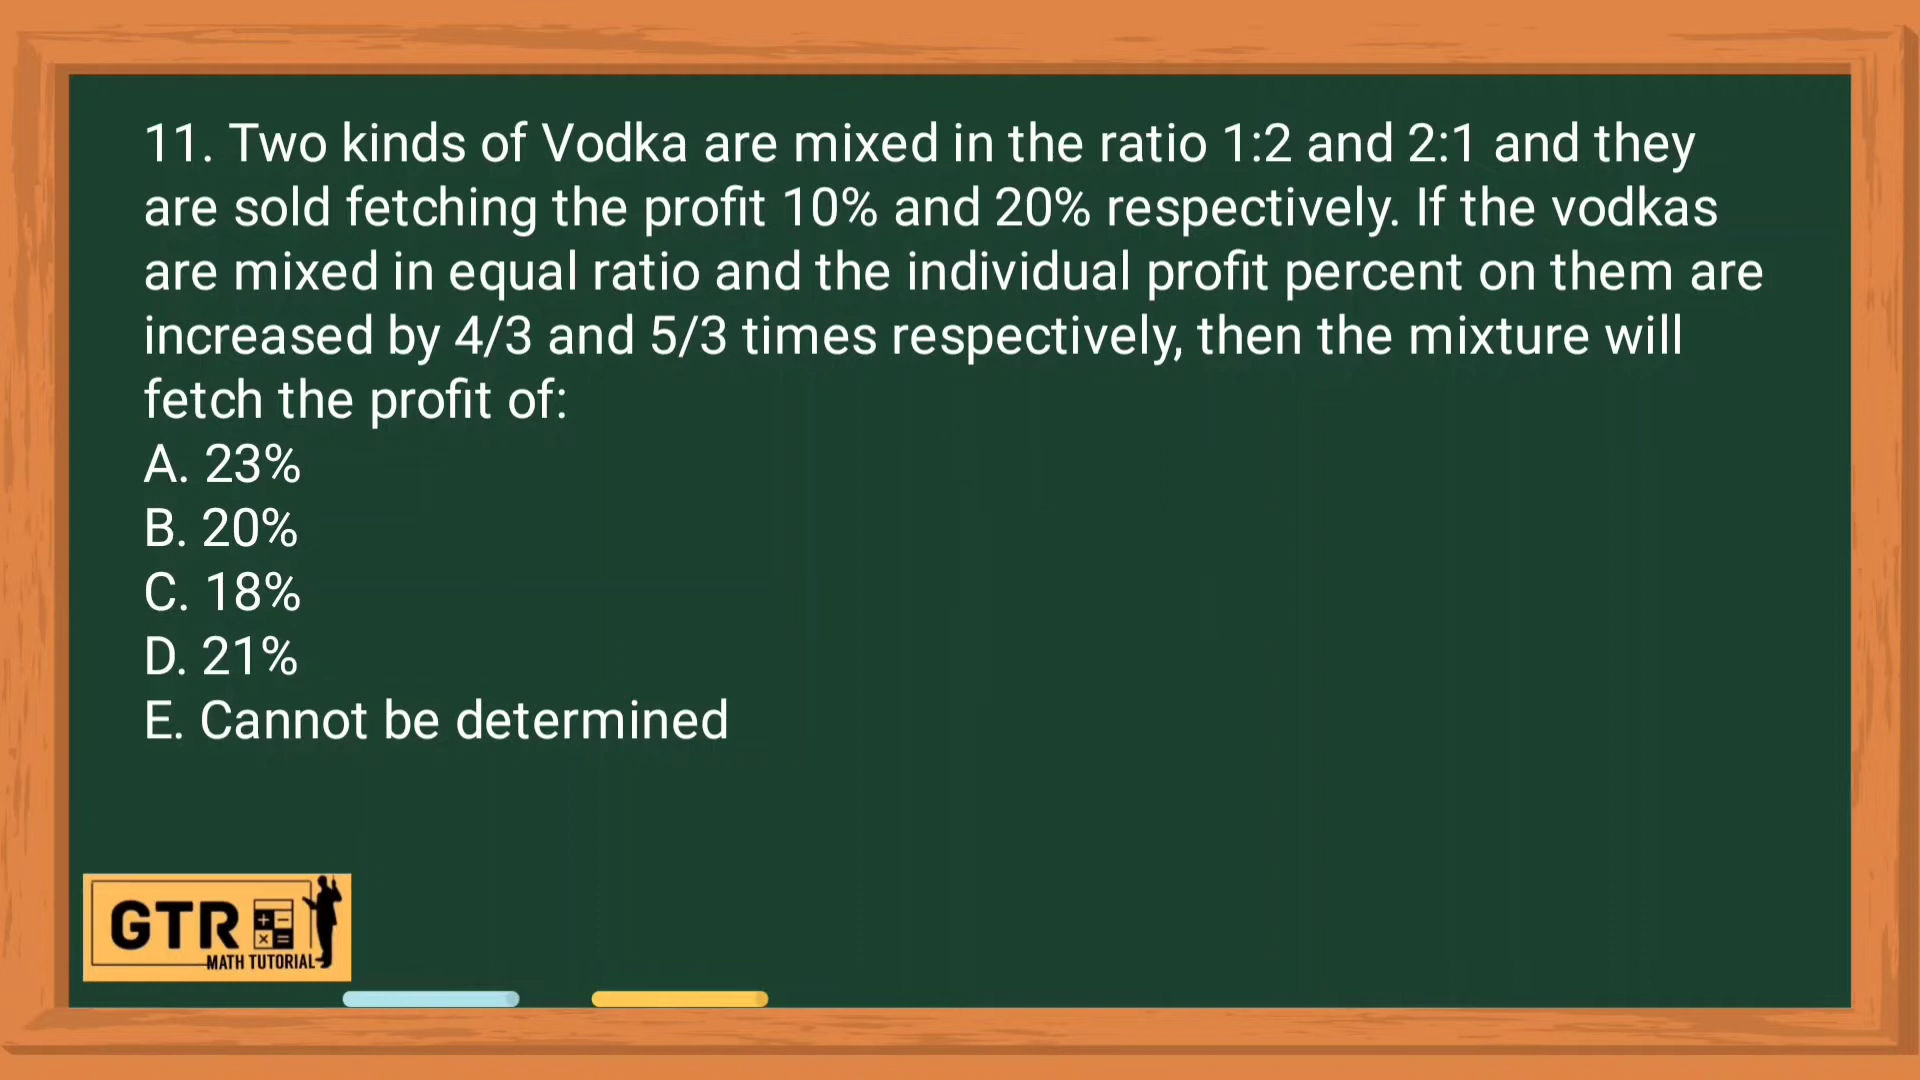 11. Two kinds of Vodka are mixed in the ratio 1:2 and 2:1 and they
are sold fetching the profit 10% and 20% respectively. If the vodkas
are mixed in equal ratio and the individual profit percent on them are
increased by 4/3 and 5/3 times respectively, then the mixture will
fetch the profit of:
A. 23%
B. 20%
C. 18%
D. 21%
E. Cannot be determined
GTR
MATH TUTORIAL